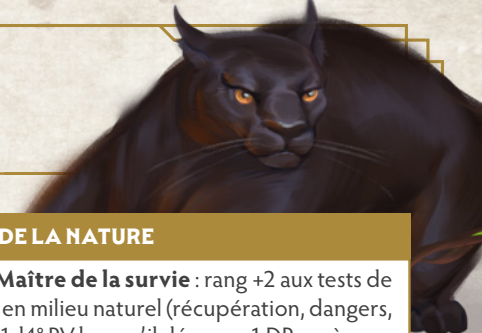 DE LA NATURE
Maître de la survie : rang +2 aux tests de
en milieu naturel (récupération, dangers,